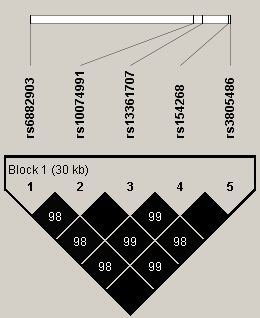 rs6882903
rs10074991
rs13361707
rs154268
rs3805486
Block 1 (30 kb)
1 2 3 4 5
98 99
98 99 98
98 99